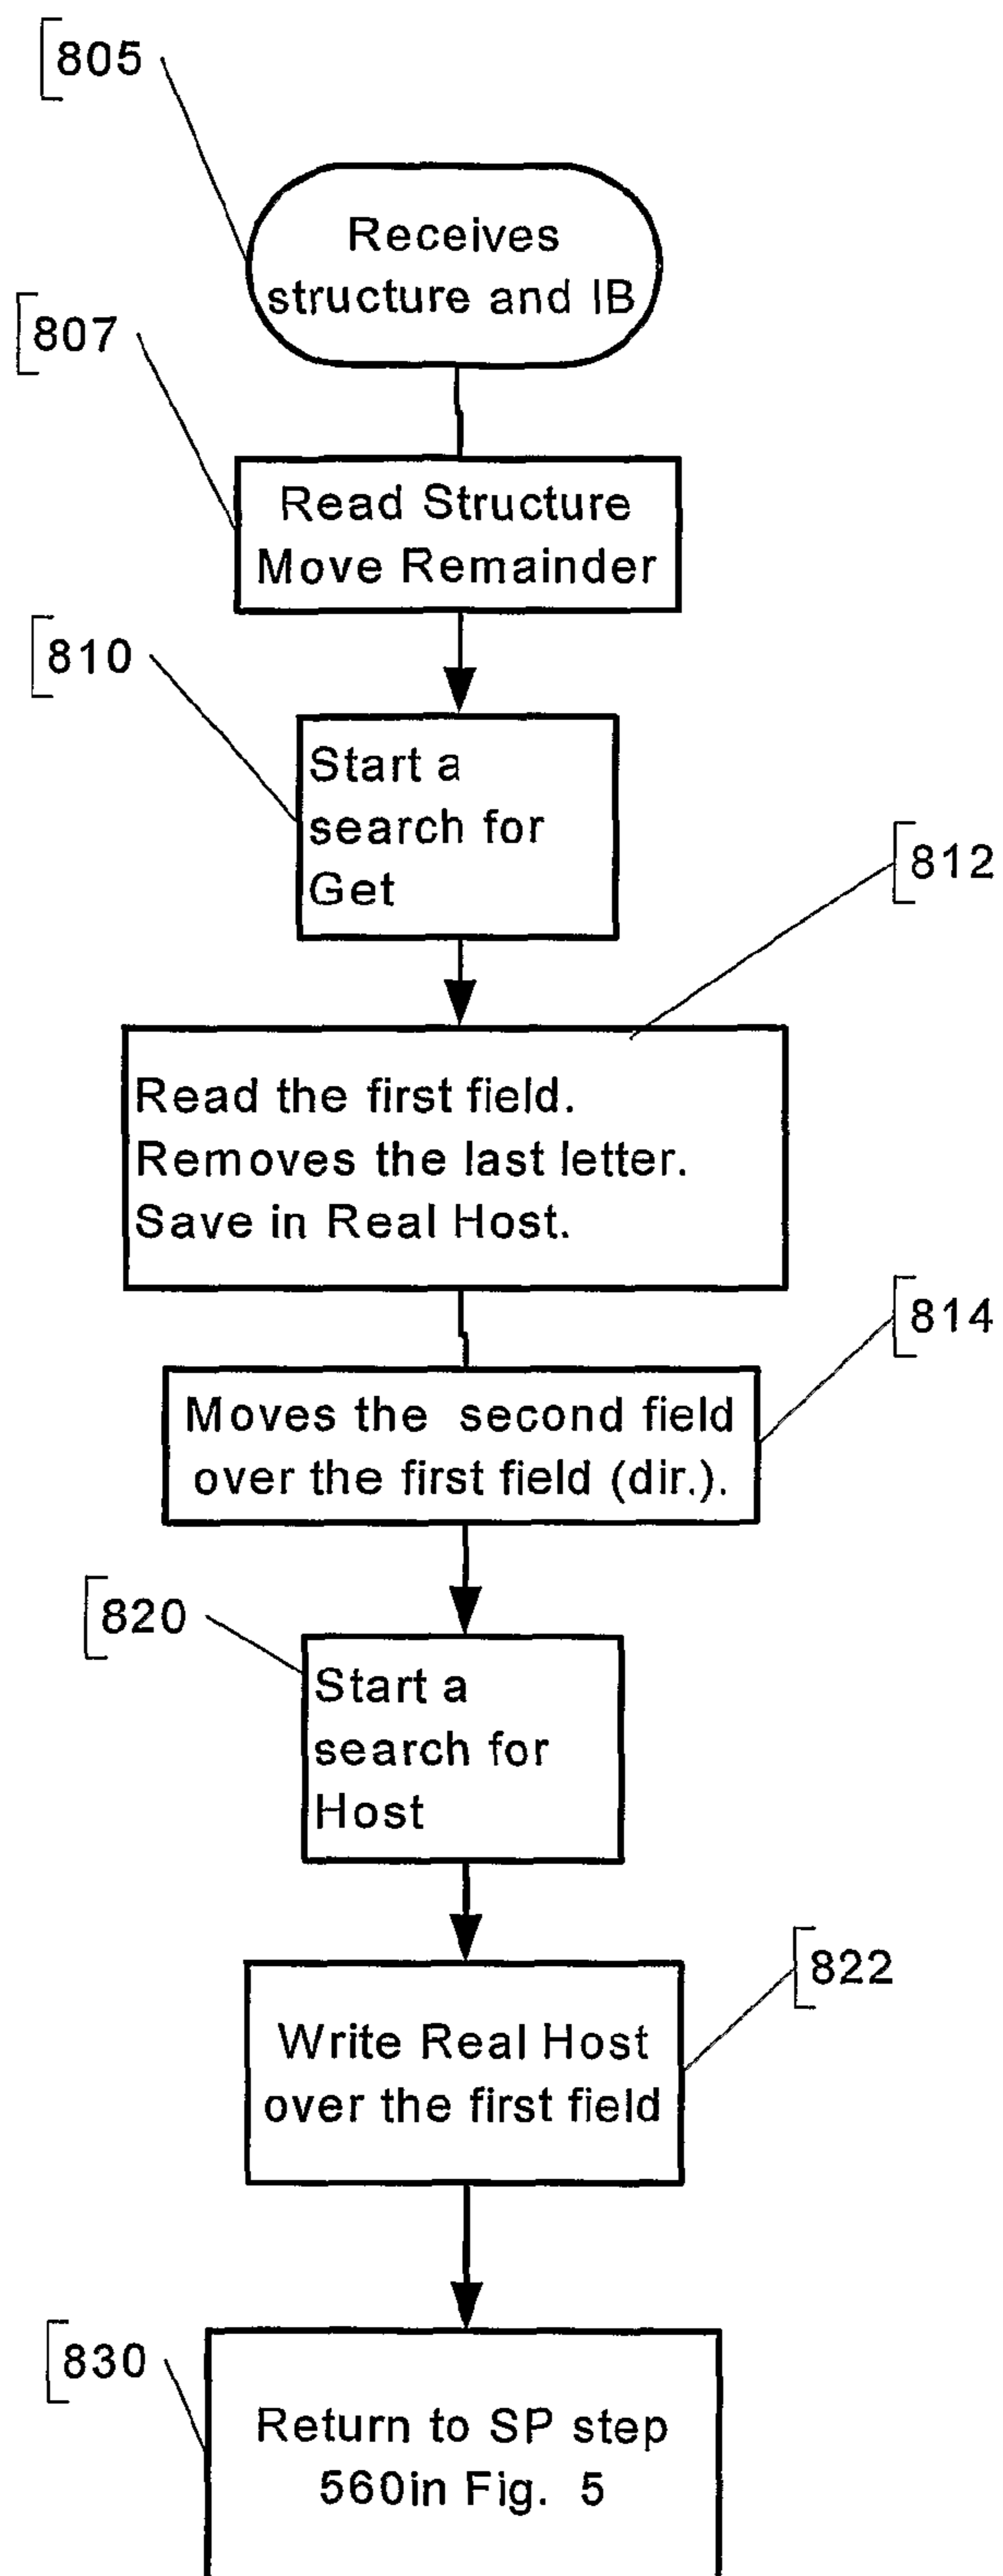 805
Receives
structure and IB
807
Read Structure
Move Remainder
810
Start a
search for
Get
812
Read the first field.
Removes the last letter.
Save in Real Host.
814
Moves the second field
over the first field (dir.).
820
Start a
search for
Host
822
Write Real Host
over the first field
830
Return to SP step
560in Fig. 5